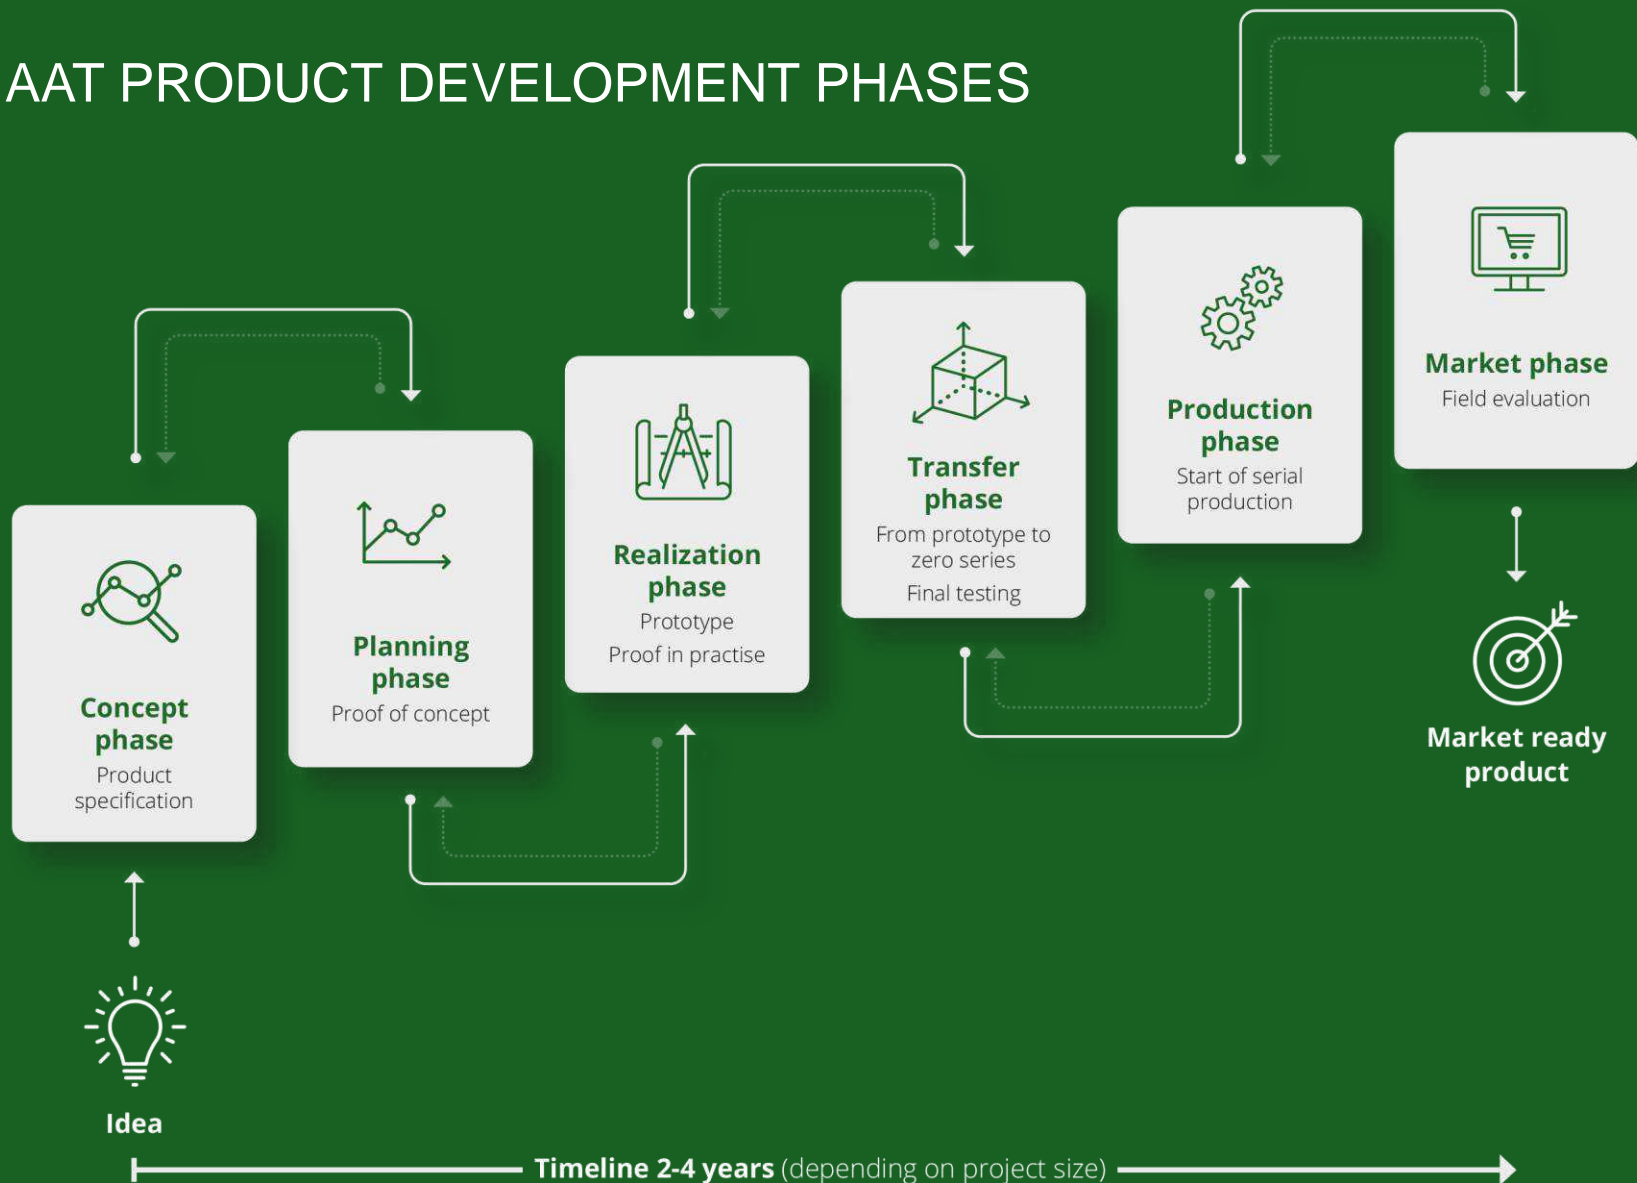 AAT PRODUCT DEVELOPMENT PHASES
Concept
phase
Product
specification
Planning
phase
Proof of concept
Realization
phase
Prototype
Proof in practise
Transfer
phase
From prototype to
zero series
Final testing
Production
phase
Start of serial
production
Market phase
Field evaluation
Market ready
product
Idea
Timeline 2-4 years (depending on project size)